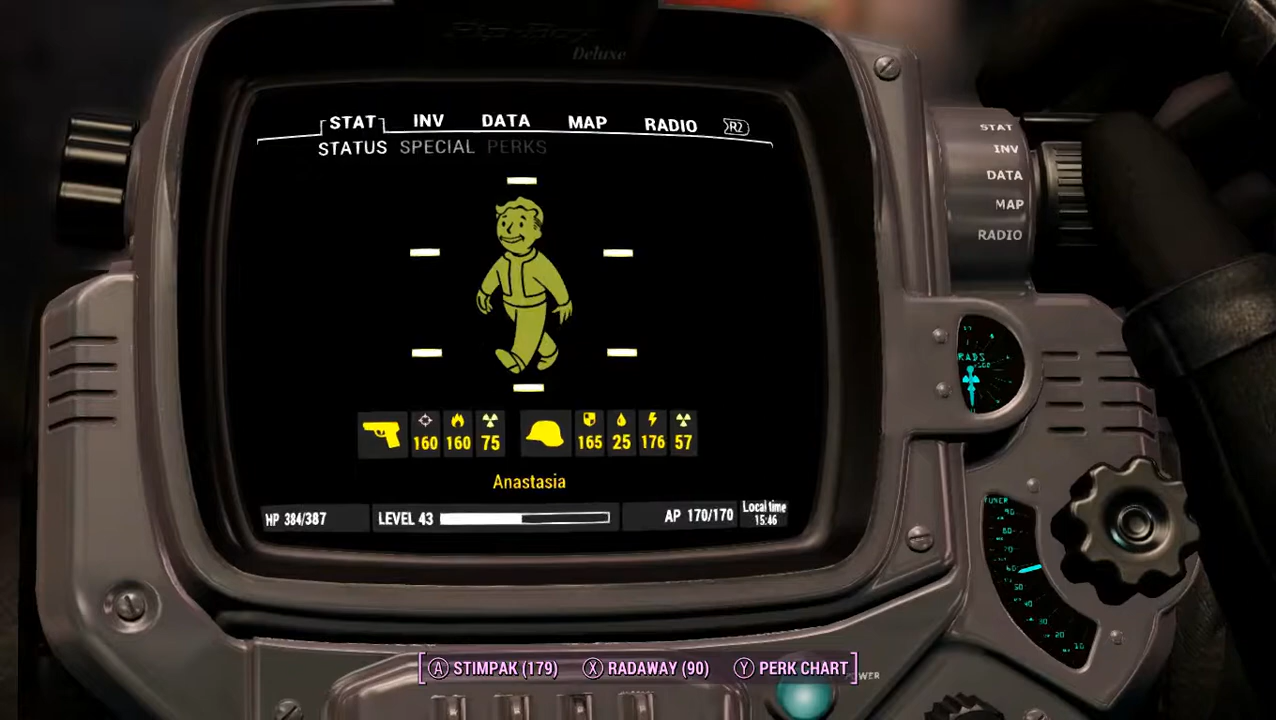 Deluxe
STAT INV DATA MAP RADIO R2
STATUS SPECIAL PERKS
160 160 75 165 25 176 57
Anastasia
HP 384/387 LEVEL 43 AP 170/170 Local time
15:46
STAT
INV
DATA
MAP
RADIO
RADS
TUNER
(A) STIMPAK (179) (X) RADAWAY (90) (Y) PERK CHART